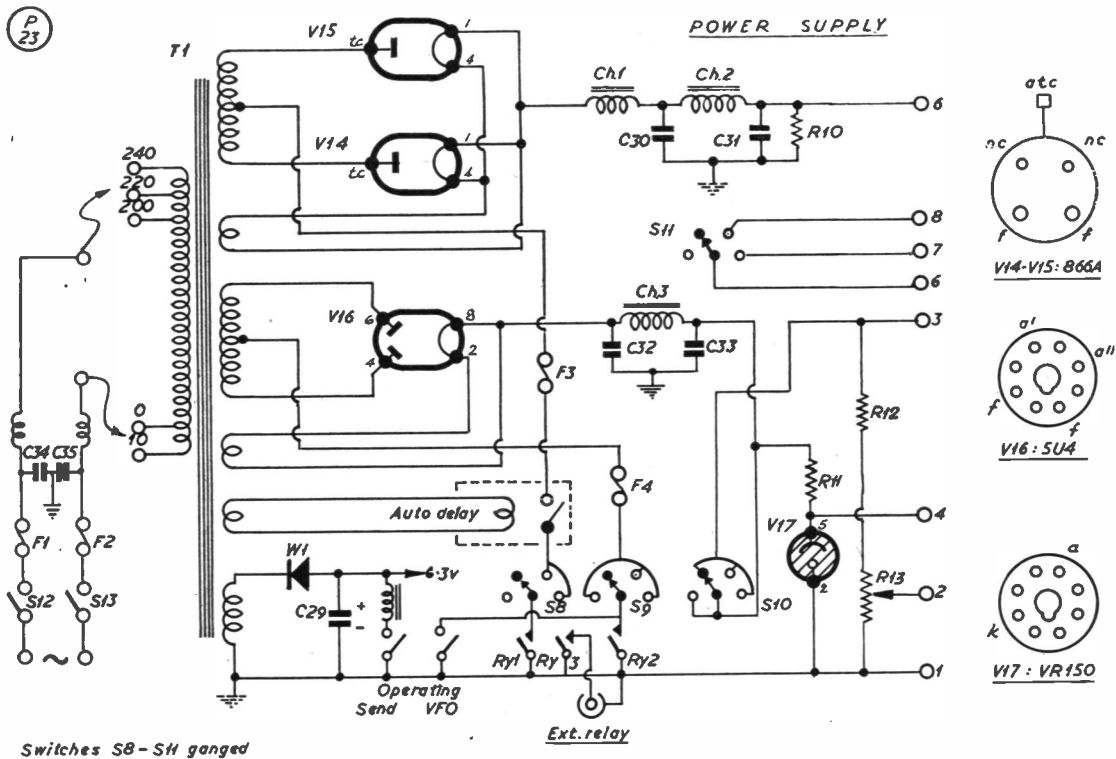 P
23
T1
V15
tc
1
4
POWER SUPPLY
Ch.1
Ch.2
6
C30
C31
R10
V14
tc
1
4
atc
nc
nc
f
f
V14-V15: 866A
240
220
200
S11
8
7
6
V16
6
4
8
2
Ch.3
3
C32
C33
F3
a'
a''
f
f
V16: 5U4
0
10
C34
C35
R12
F4
R11
Auto delay
V17
5
2
4
F1
F2
W1
6·3v
C29
+
-
S8
S9
S10
R13
2
a
k
V17: VR150
S12
S13
~
Ry1
Ry
3
Ry2
1
Operating
Send VFO
Ext. relay
Switches S8-S11 ganged